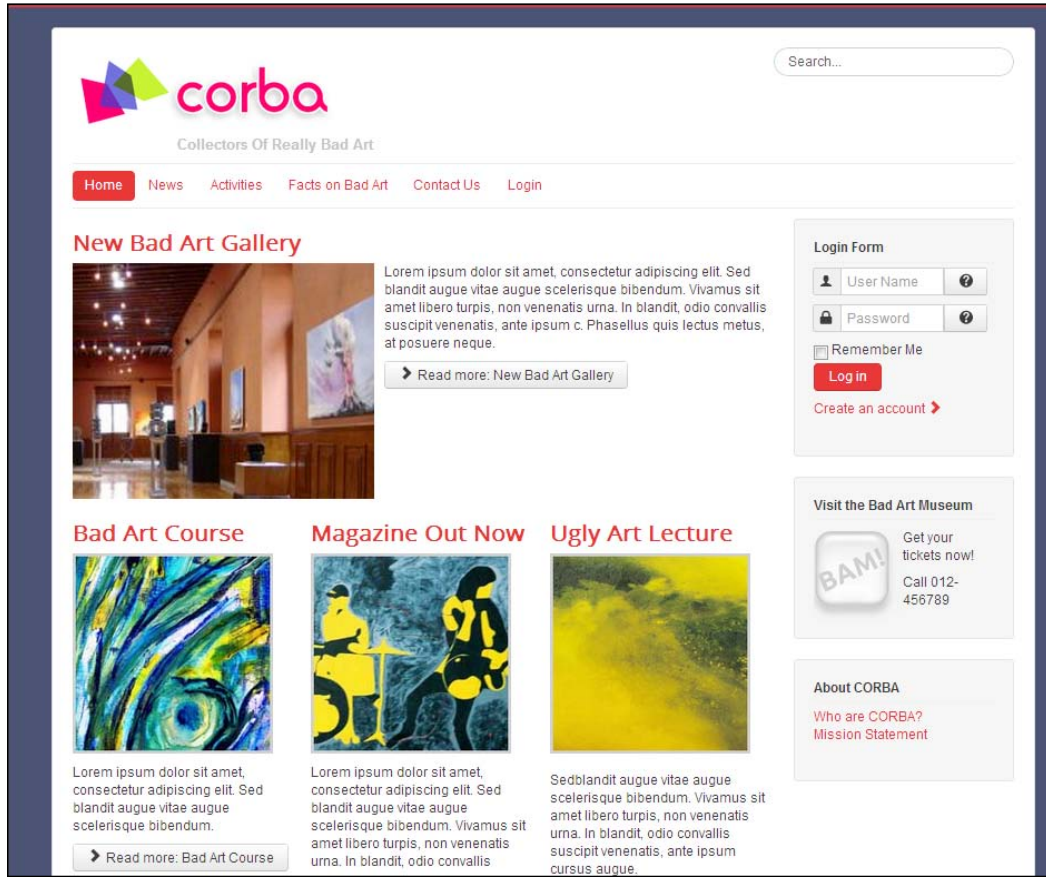 Search...
corba
Collectors Of Really Bad Art
Home News Activities Facts on Bad Art Contact Us Login
New Bad Art Gallery
Lorem ipsum dolor sit amet, consectetur adipiscing elit. Sed
blandit augue vitae augue scelerisque bibendum. Vivamus sit
amet libero turpis, non venenatis urna. In blandit, odio convallis
suscipit venenatis, ante ipsum c. Phasellus quis lectus metus,
at posuere neque.
Read more: New Bad Art Gallery
Bad Art Course
Lorem ipsum dolor sit amet,
consectetur adipiscing elit. Sed
blandit augue vitae augue
scelerisque bibendum.
Read more: Bad Art Course
Magazine Out Now
Lorem ipsum dolor sit amet,
consectetur adipiscing elit. Sed
blandit augue vitae augue
scelerisque bibendum. Vivamus sit
amet libero turpis, non venenatis
urna. In blandit, odio convallis
Ugly Art Lecture
Sedblandit augue vitae augue
scelerisque bibendum. Vivamus sit
amet libero turpis, non venenatis
urna. In blandit, odio convallis
suscipit venenatis, ante ipsum
cursus augue.
Login Form
User Name
Password
Remember Me
Log in
Create an account
Visit the Bad Art Museum
BAM!
Get your
tickets now!
Call 012-
456789
About CORBA
Who are CORBA?
Mission Statement